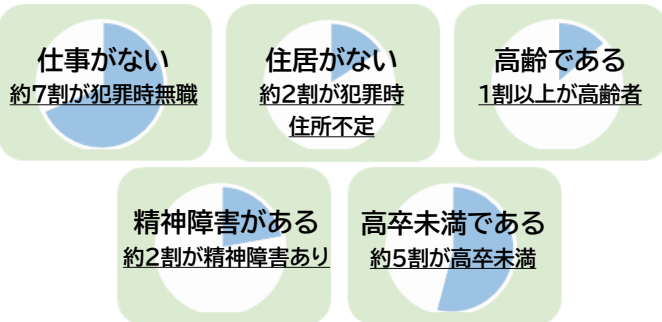 仕事がない
約7割が犯罪時無職
住居がない
約2割が犯罪時
住所不定
高齢である
1割以上が高齢者
精神障害がある
約2割が精神障害あり
高卒未満である
約5割が高卒未満